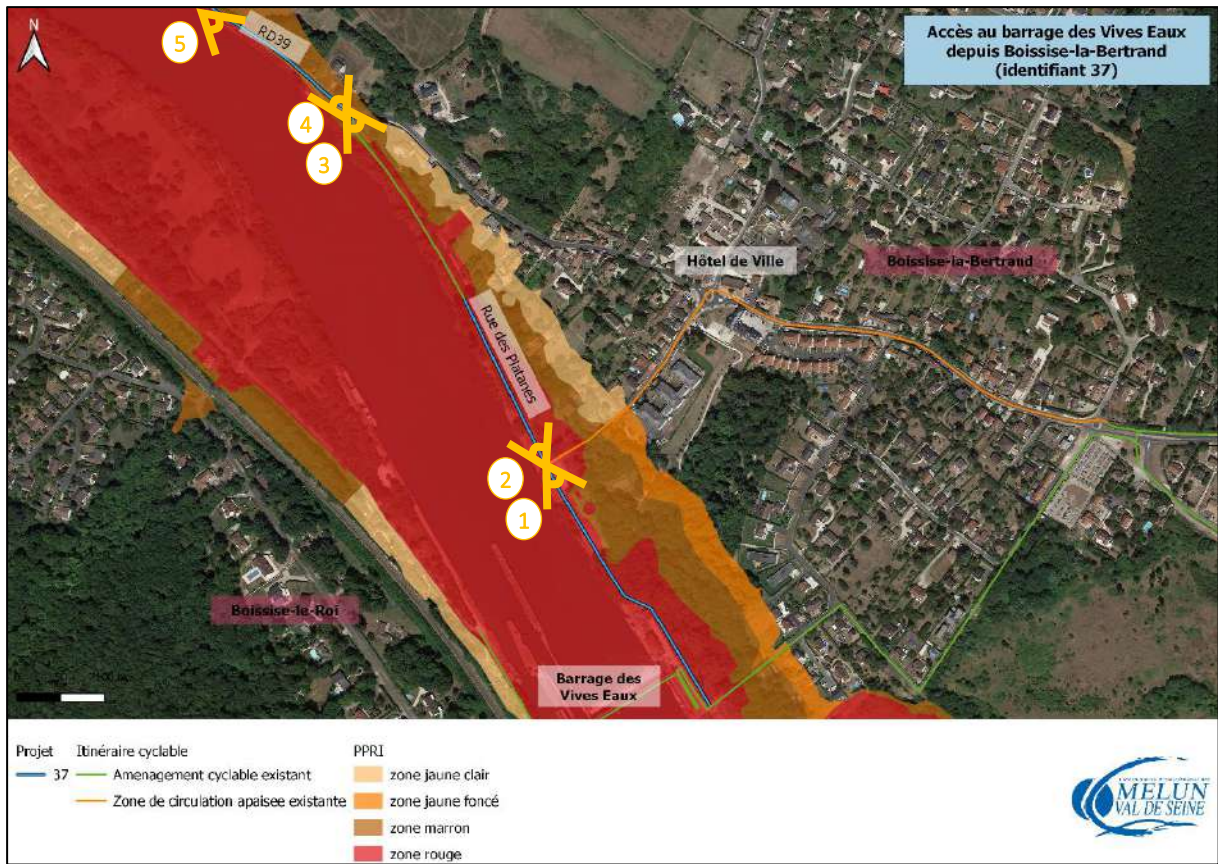 N
5
RD39
Accès au barrage des Vives Eaux
depuis Boissise-la-Bertrand
(identifiant 37)
4
3
Hôtel de Ville
Boissise-la-Bertrand
Rue des Platanes
2
1
Boissise-le-Roi
Barrage des
Vives Eaux
Projet
37
Itinéraire cyclable
Aménagement cyclable existant
Zone de circulation apaisée existante
PPRI
zone jaune clair
zone jaune foncé
zone marron
zone rouge
MELUN
VAL DE SEINE